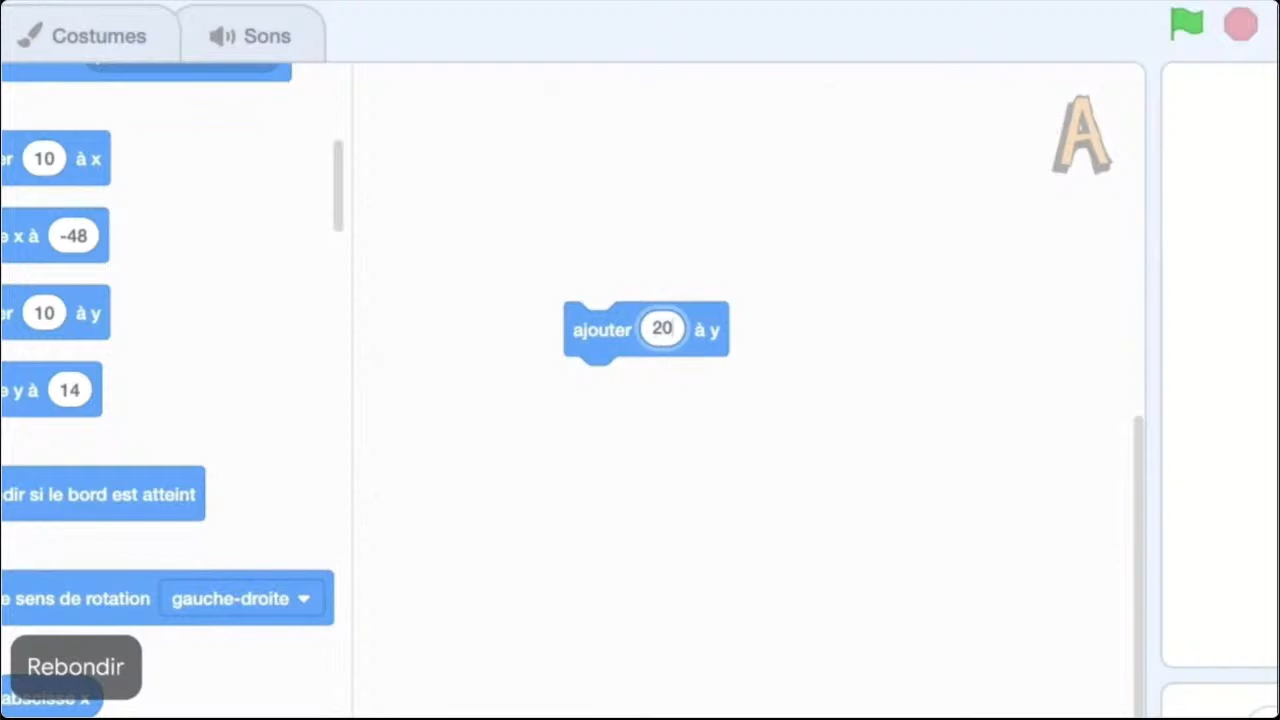 Costumes
Sons
er 10 à x
e x à -48
er 10 à y
e y à 14
ajouter 20 à y
dir si le bord est atteint
e sens de rotation gauche-droite
Rebondir
abscisse x
A